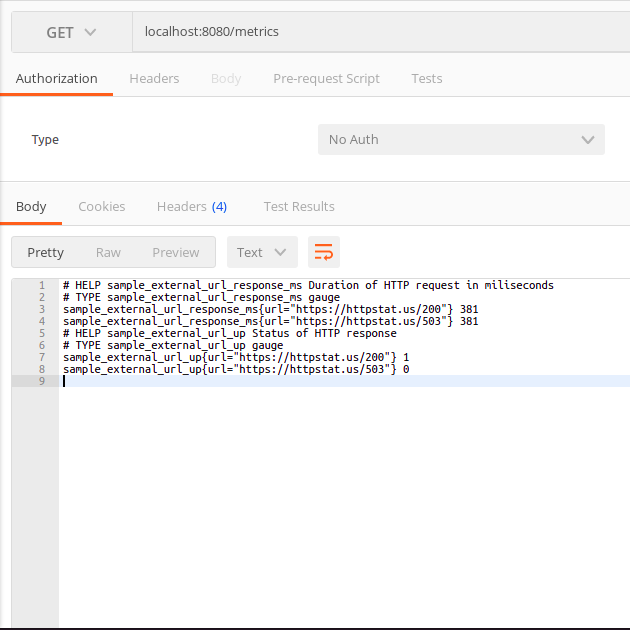 GET localhost:8080/metrics
Authorization Headers Body Pre-request Script Tests
Type No Auth
Body Cookies Headers (4) Test Results
Pretty Raw Preview Text
1 # HELP sample_external_url_response_ms Duration of HTTP request in miliseconds
2 # TYPE sample_external_url_response_ms gauge
3 sample_external_url_response_ms{url="https://httpstat.us/200"} 381
4 sample_external_url_response_ms{url="https://httpstat.us/503"} 381
5 # HELP sample_external_url_up Status of HTTP response
6 # TYPE sample_external_url_up gauge
7 sample_external_url_up{url="https://httpstat.us/200"} 1
8 sample_external_url_up{url="https://httpstat.us/503"} 0
9